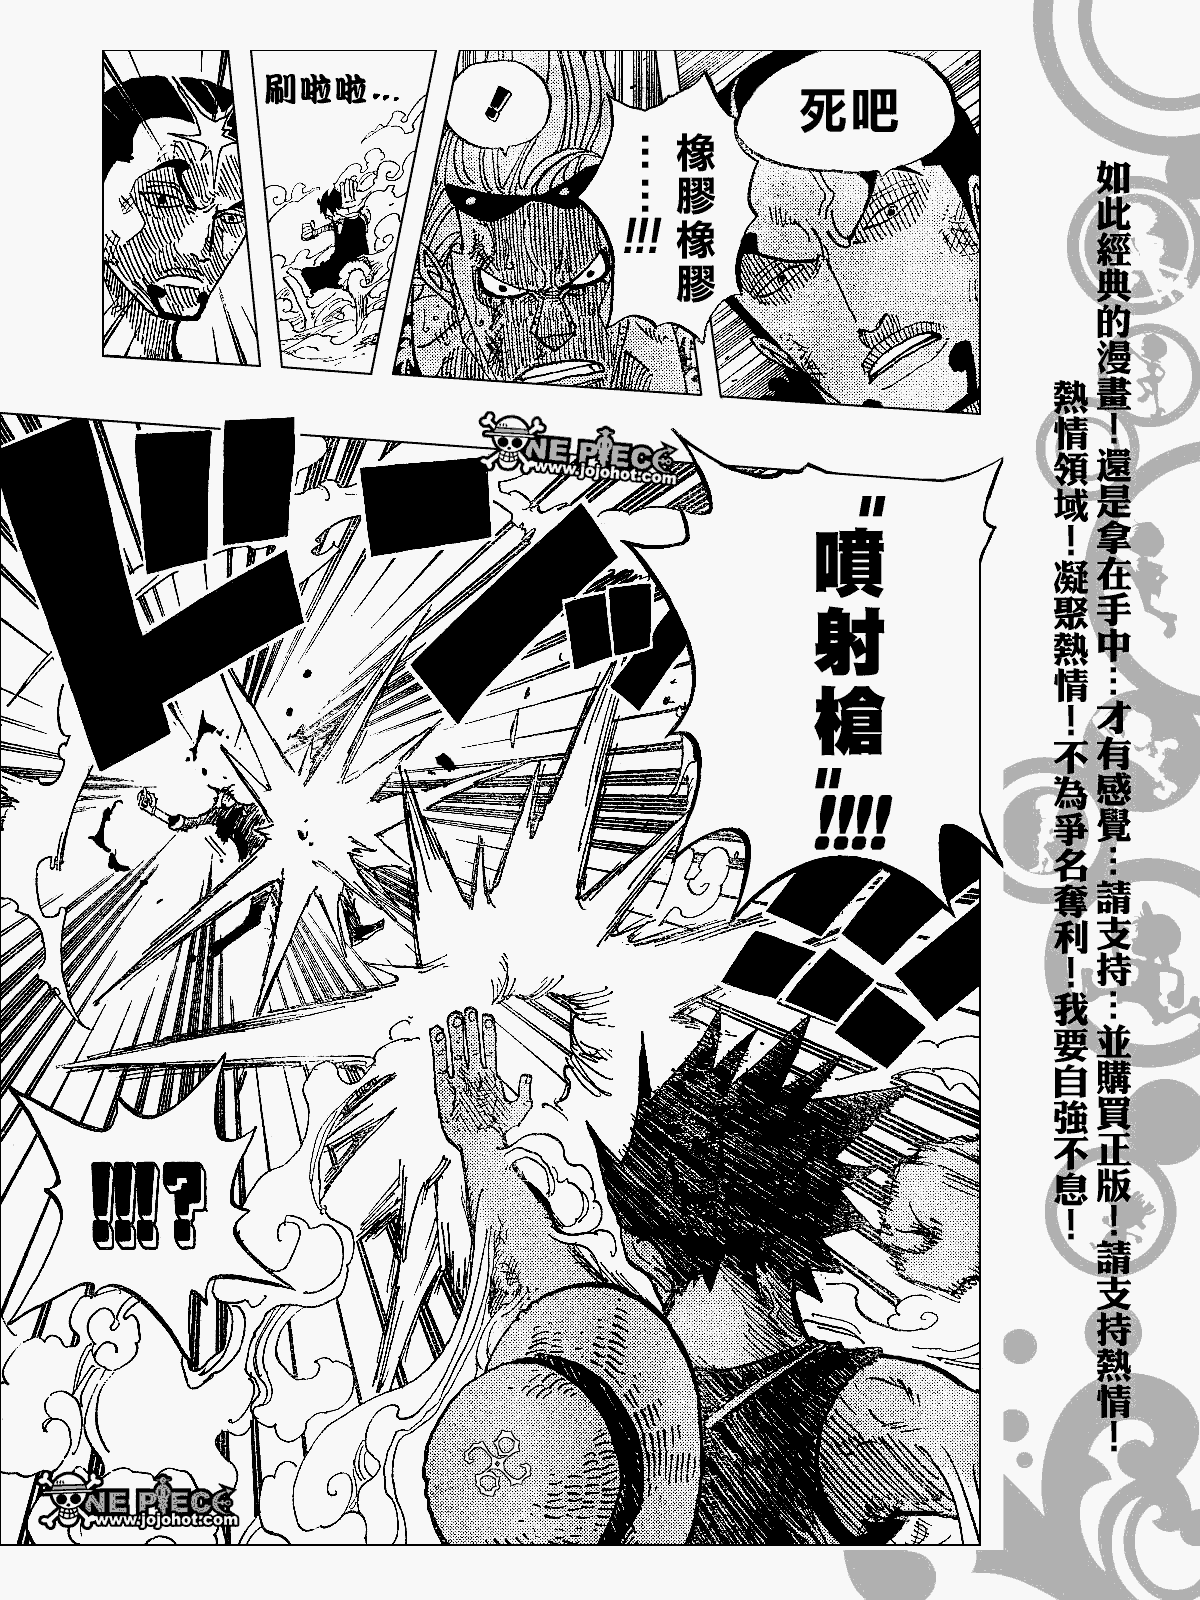 死吧
橡膠橡膠
……!!!
!
刷啦啦…
ONE PIECE
www.jojohot.com
"噴射槍"!!!!
ドン
!!!?
ONE PIECE
www.jojohot.com
如此經典的漫畫!還是拿在手中…才有感覺…請支持…並購買正版!請支持熱情!
熱情領域!凝聚熱情!不為爭名奪利!我要自強不息!